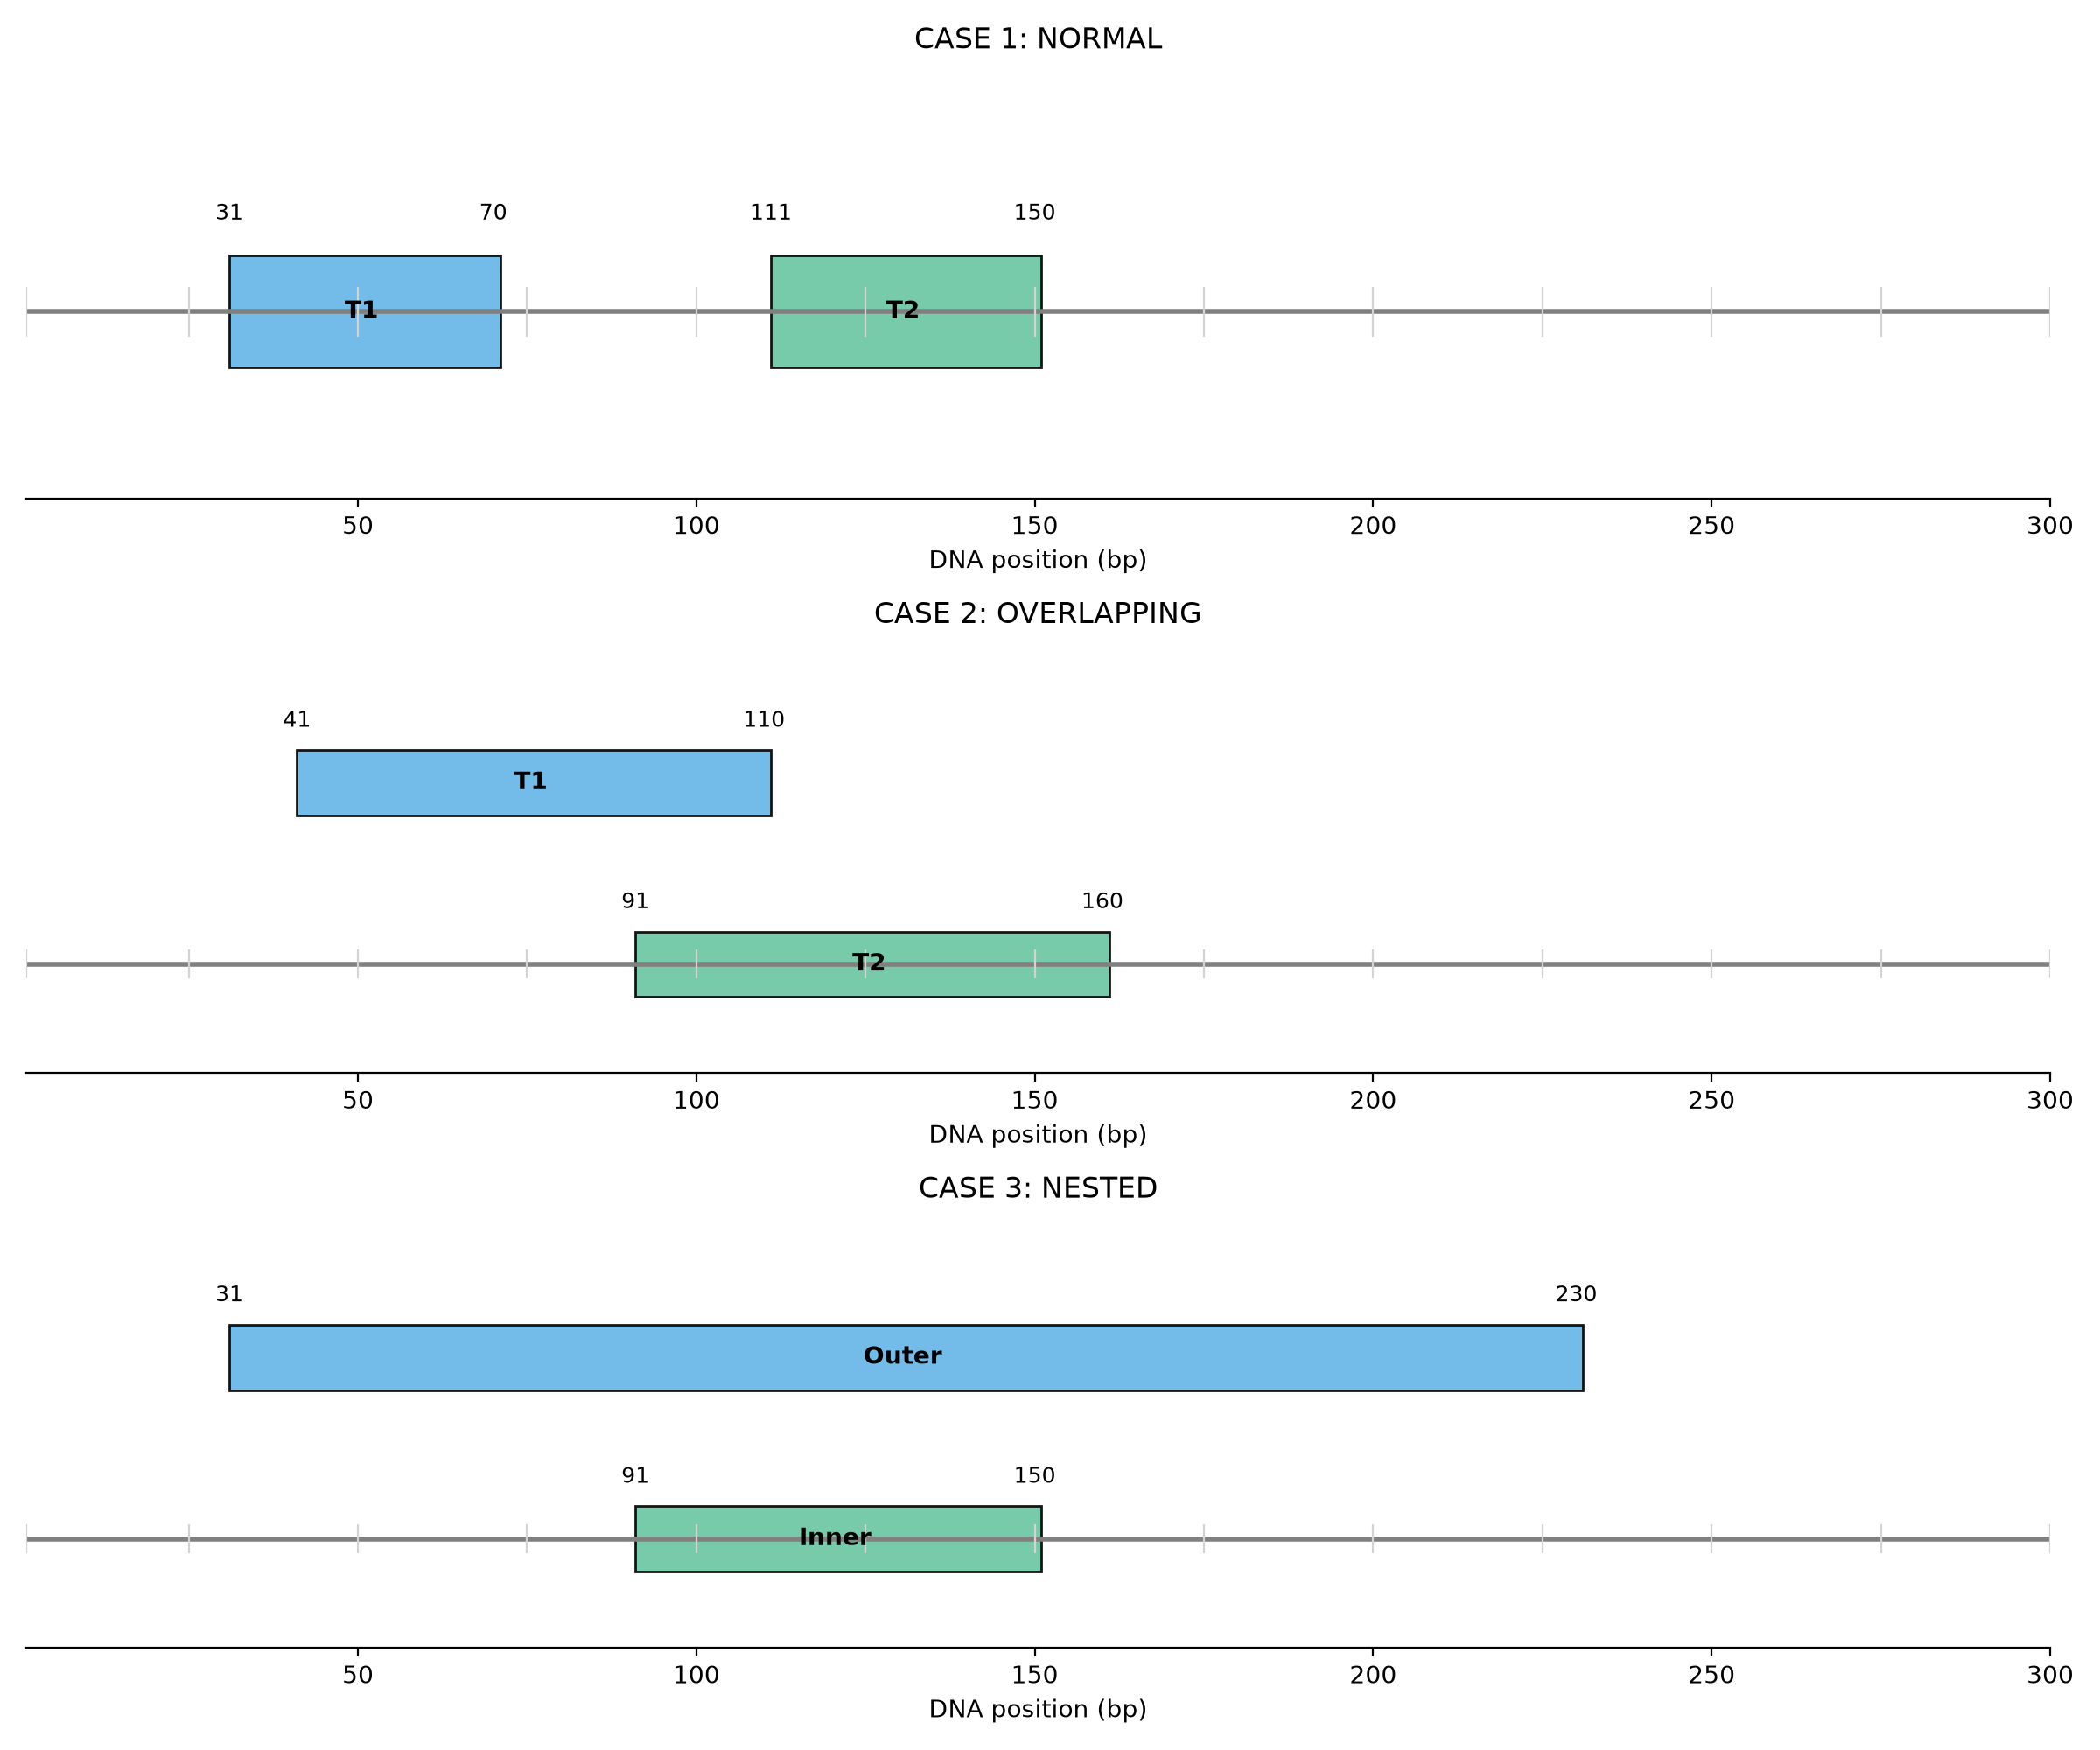 CASE 1: NORMAL
31 70 111 150
T1 T2
50 100 150 200 250 300
DNA position (bp)
CASE 2: OVERLAPPING
41 110
T1
91 160
T2
50 100 150 200 250 300
DNA position (bp)
CASE 3: NESTED
31 230
Outer
91 150
Inner
50 100 150 200 250 300
DNA position (bp)